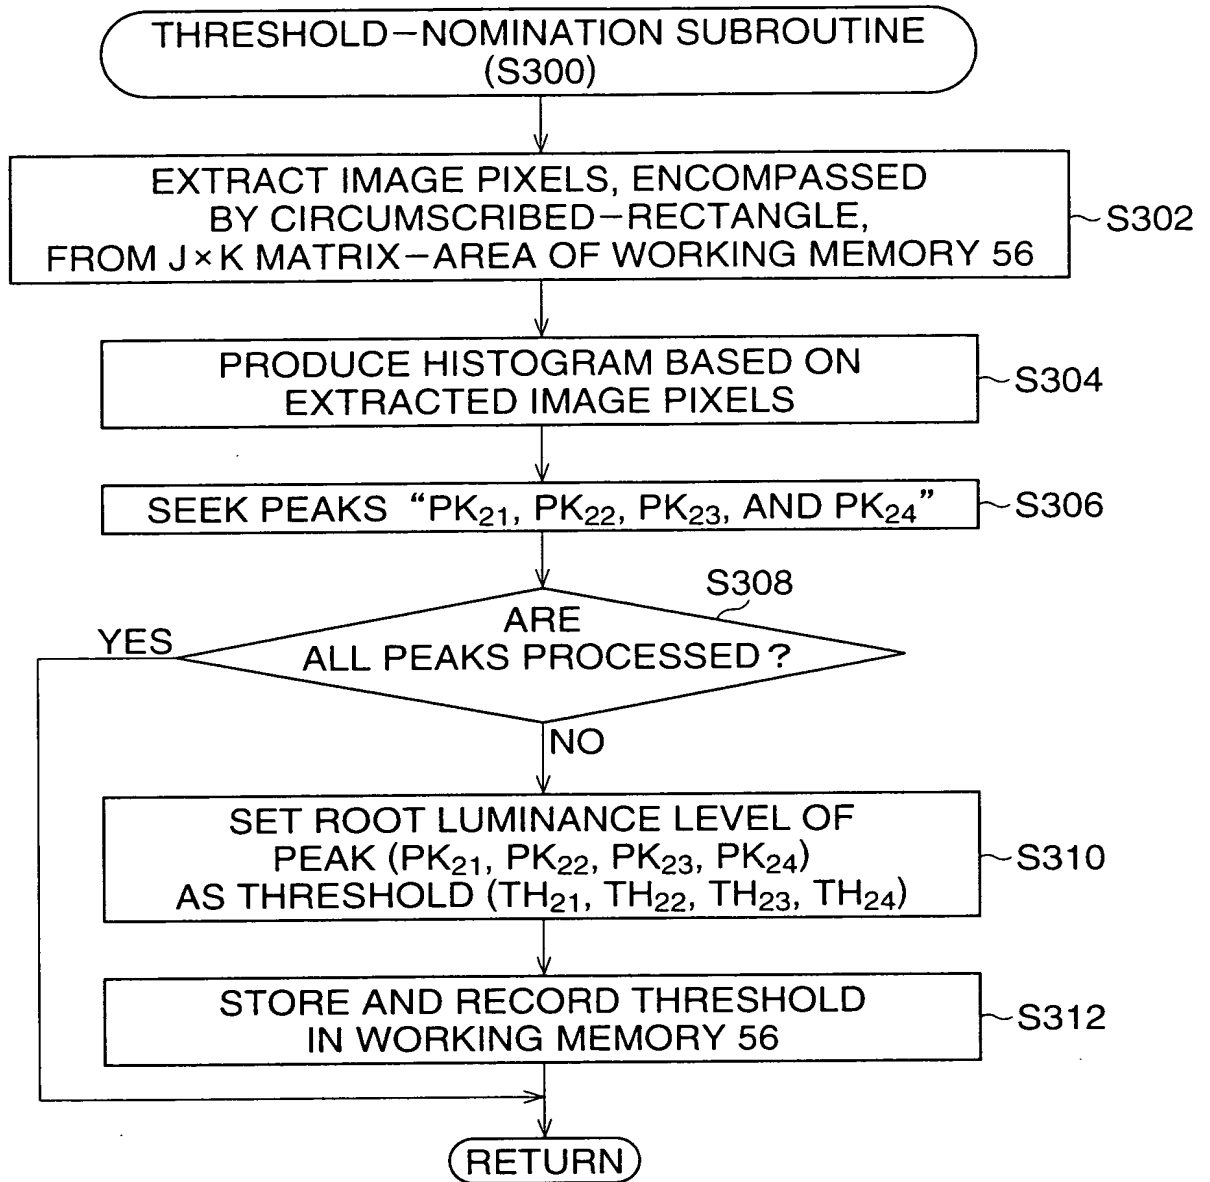 THRESHOLD-NOMINATION SUBROUTINE
(S300)
EXTRACT IMAGE PIXELS, ENCOMPASSED
BY CIRCUMSCRIBED-RECTANGLE,
FROM J×K MATRIX-AREA OF WORKING MEMORY 56
S302
PRODUCE HISTOGRAM BASED ON
EXTRACTED IMAGE PIXELS
S304
SEEK PEAKS “PK21, PK22, PK23, AND PK24”
S306
S308
ARE
ALL PEAKS PROCESSED?
YES
NO
SET ROOT LUMINANCE LEVEL OF
PEAK (PK21, PK22, PK23, PK24)
AS THRESHOLD (TH21, TH22, TH23, TH24)
S310
STORE AND RECORD THRESHOLD
IN WORKING MEMORY 56
S312
RETURN